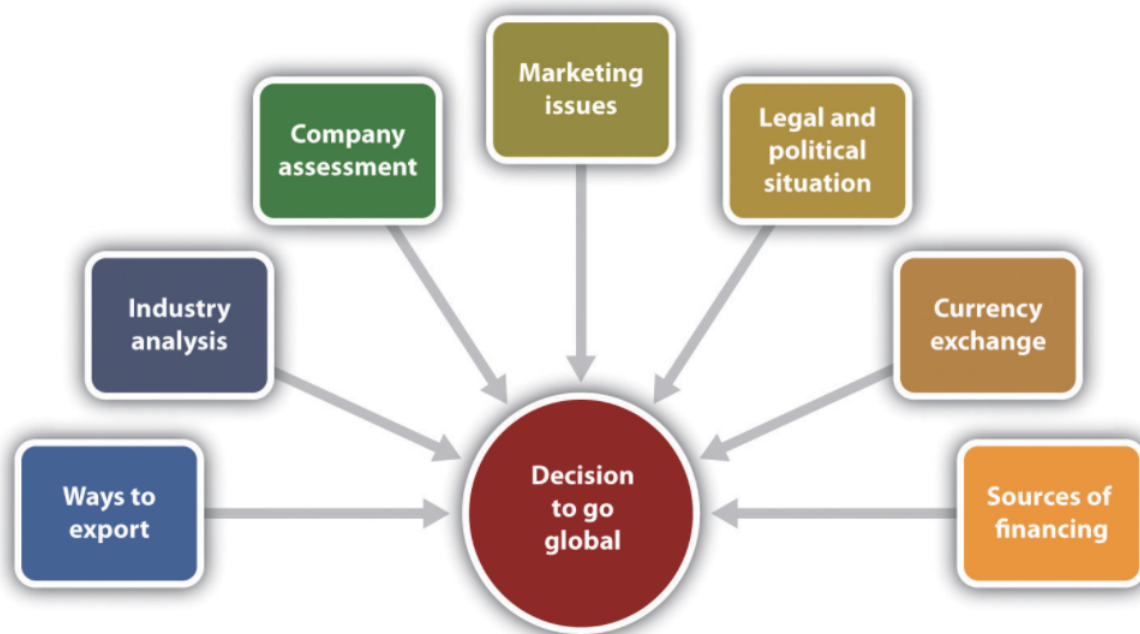 Marketing
issues
Company
assessment
Legal and
political
situation
Industry
analysis
Currency
exchange
Ways to
export
Decision
to go
global
Sources of
financing